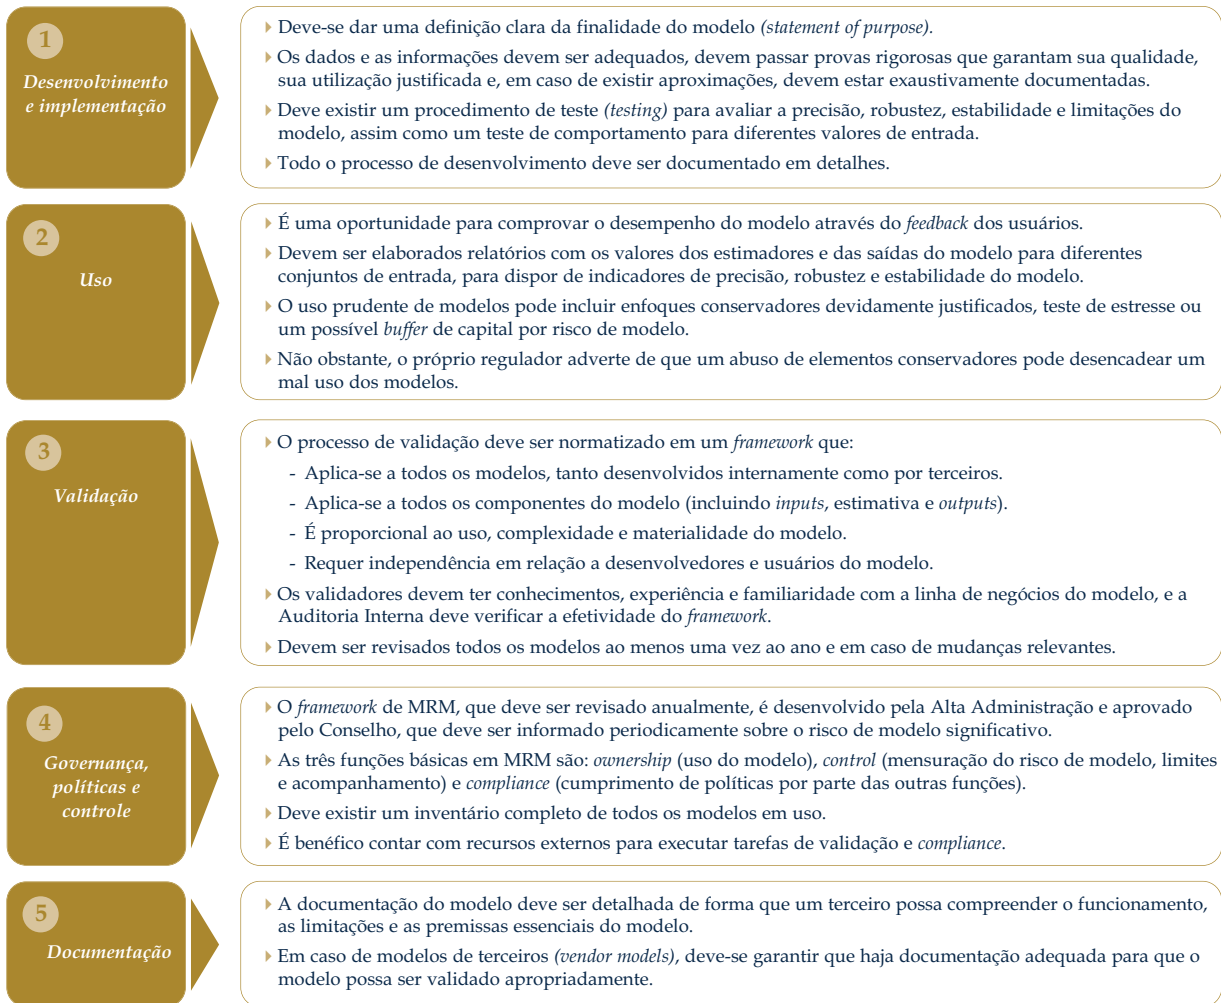 1
Desenvolvimento
e implementação
Deve-se dar uma definição clara da finalidade do modelo (statement of purpose).
Os dados e as informações devem ser adequados, devem passar provas rigorosas que garantam sua qualidade,
sua utilização justificada e, em caso de existir aproximações, devem estar exaustivamente documentadas.
Deve existir um procedimento de teste (testing) para avaliar a precisão, robustez, estabilidade e limitações do
modelo, assim como um teste de comportamento para diferentes valores de entrada.
Todo o processo de desenvolvimento deve ser documentado em detalhes.
2
Uso
É uma oportunidade para comprovar o desempenho do modelo através do feedback dos usuários.
Devem ser elaborados relatórios com os valores dos estimadores e das saídas do modelo para diferentes
conjuntos de entrada, para dispor de indicadores de precisão, robustez e estabilidade do modelo.
O uso prudente de modelos pode incluir enfoques conservadores devidamente justificados, teste de estresse ou
um possível buffer de capital por risco de modelo.
Não obstante, o próprio regulador adverte de que um abuso de elementos conservadores pode desencadear um
mal uso dos modelos.
3
Validação
O processo de validação deve ser normatizado em um framework que:
- Aplica-se a todos os modelos, tanto desenvolvidos internamente como por terceiros.
- Aplica-se a todos os componentes do modelo (incluindo inputs, estimativa e outputs).
- É proporcional ao uso, complexidade e materialidade do modelo.
- Requer independência em relação a desenvolvedores e usuários do modelo.
Os validadores devem ter conhecimentos, experiência e familiaridade com a linha de negócios do modelo, e a
Auditoria Interna deve verificar a efetividade do framework.
Devem ser revisados todos os modelos ao menos uma vez ao ano e em caso de mudanças relevantes.
4
Governança,
políticas e
controle
O framework de MRM, que deve ser revisado anualmente, é desenvolvido pela Alta Administração e aprovado
pelo Conselho, que deve ser informado periodicamente sobre o risco de modelo significativo.
As três funções básicas em MRM são: ownership (uso do modelo), control (mensuração do risco de modelo, limites
e acompanhamento) e compliance (cumprimento de políticas por parte das outras funções).
Deve existir um inventário completo de todos os modelos em uso.
É benéfico contar com recursos externos para executar tarefas de validação e compliance.
5
Documentação
A documentação do modelo deve ser detalhada de forma que um terceiro possa compreender o funcionamento,
as limitações e as premissas essenciais do modelo.
Em caso de modelos de terceiros (vendor models), deve-se garantir que haja documentação adequada para que o
modelo possa ser validado apropriadamente.